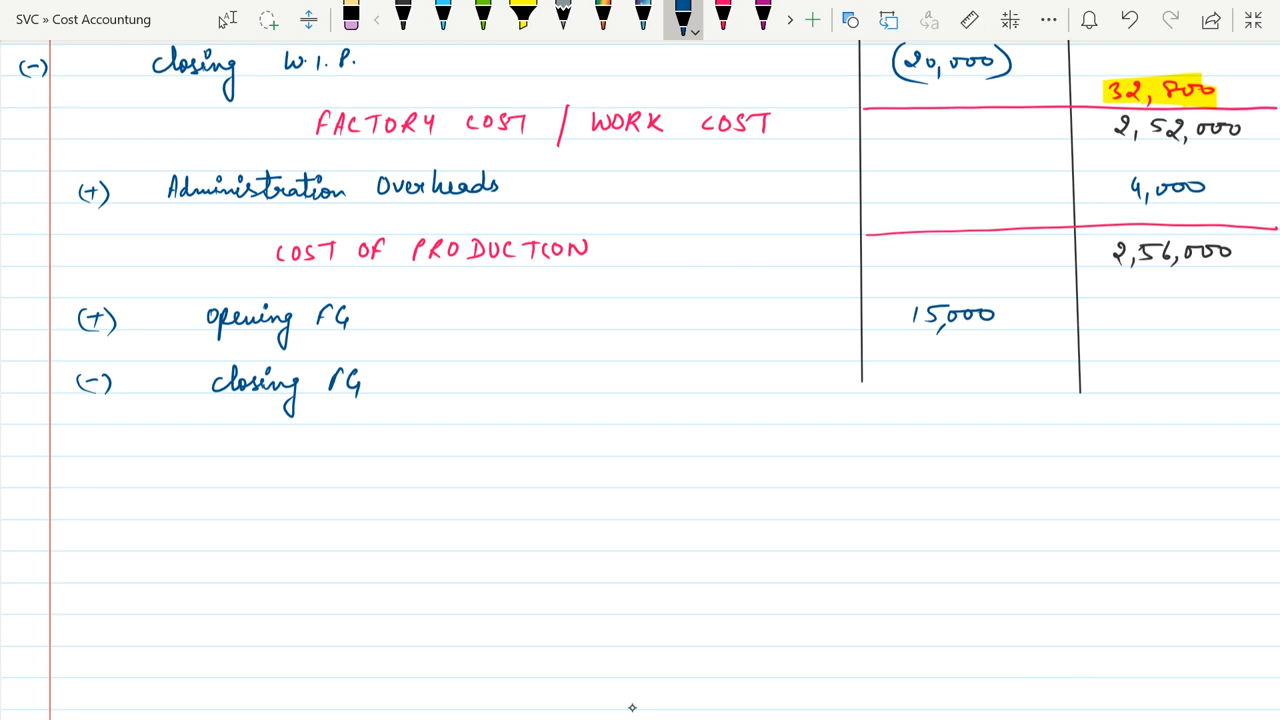 SVC » Cost Accountung
(-) closing W.I.P. (20,000)
32,800
FACTORY COST / WORK COST 2,52,000
(+) Administration Overheads 4,000
COST OF PRODUCTION 2,56,000
(+) opening FG 15,000
(-) closing FG